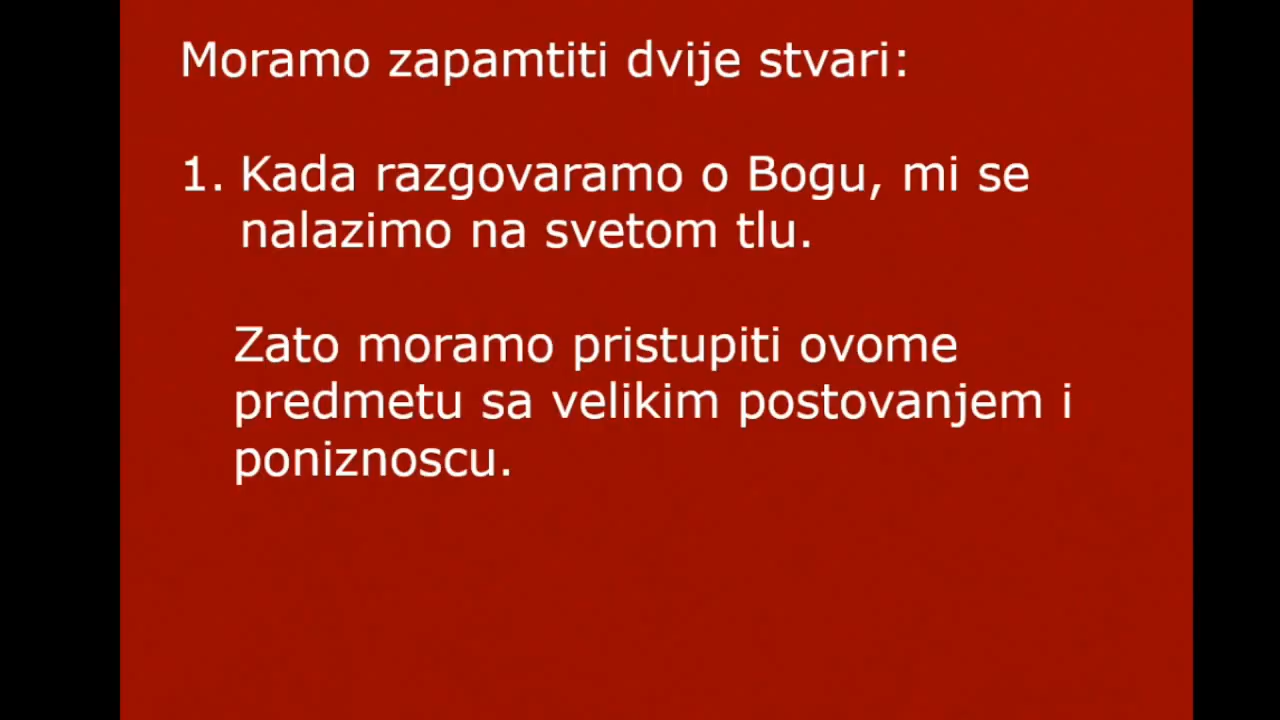 Moramo zapamtiti dvije stvari:
1. Kada razgovaramo o Bogu, mi se
nalazimo na svetom tlu.
Zato moramo pristupiti ovome
predmetu sa velikim postovanjem i
poniznoscu.